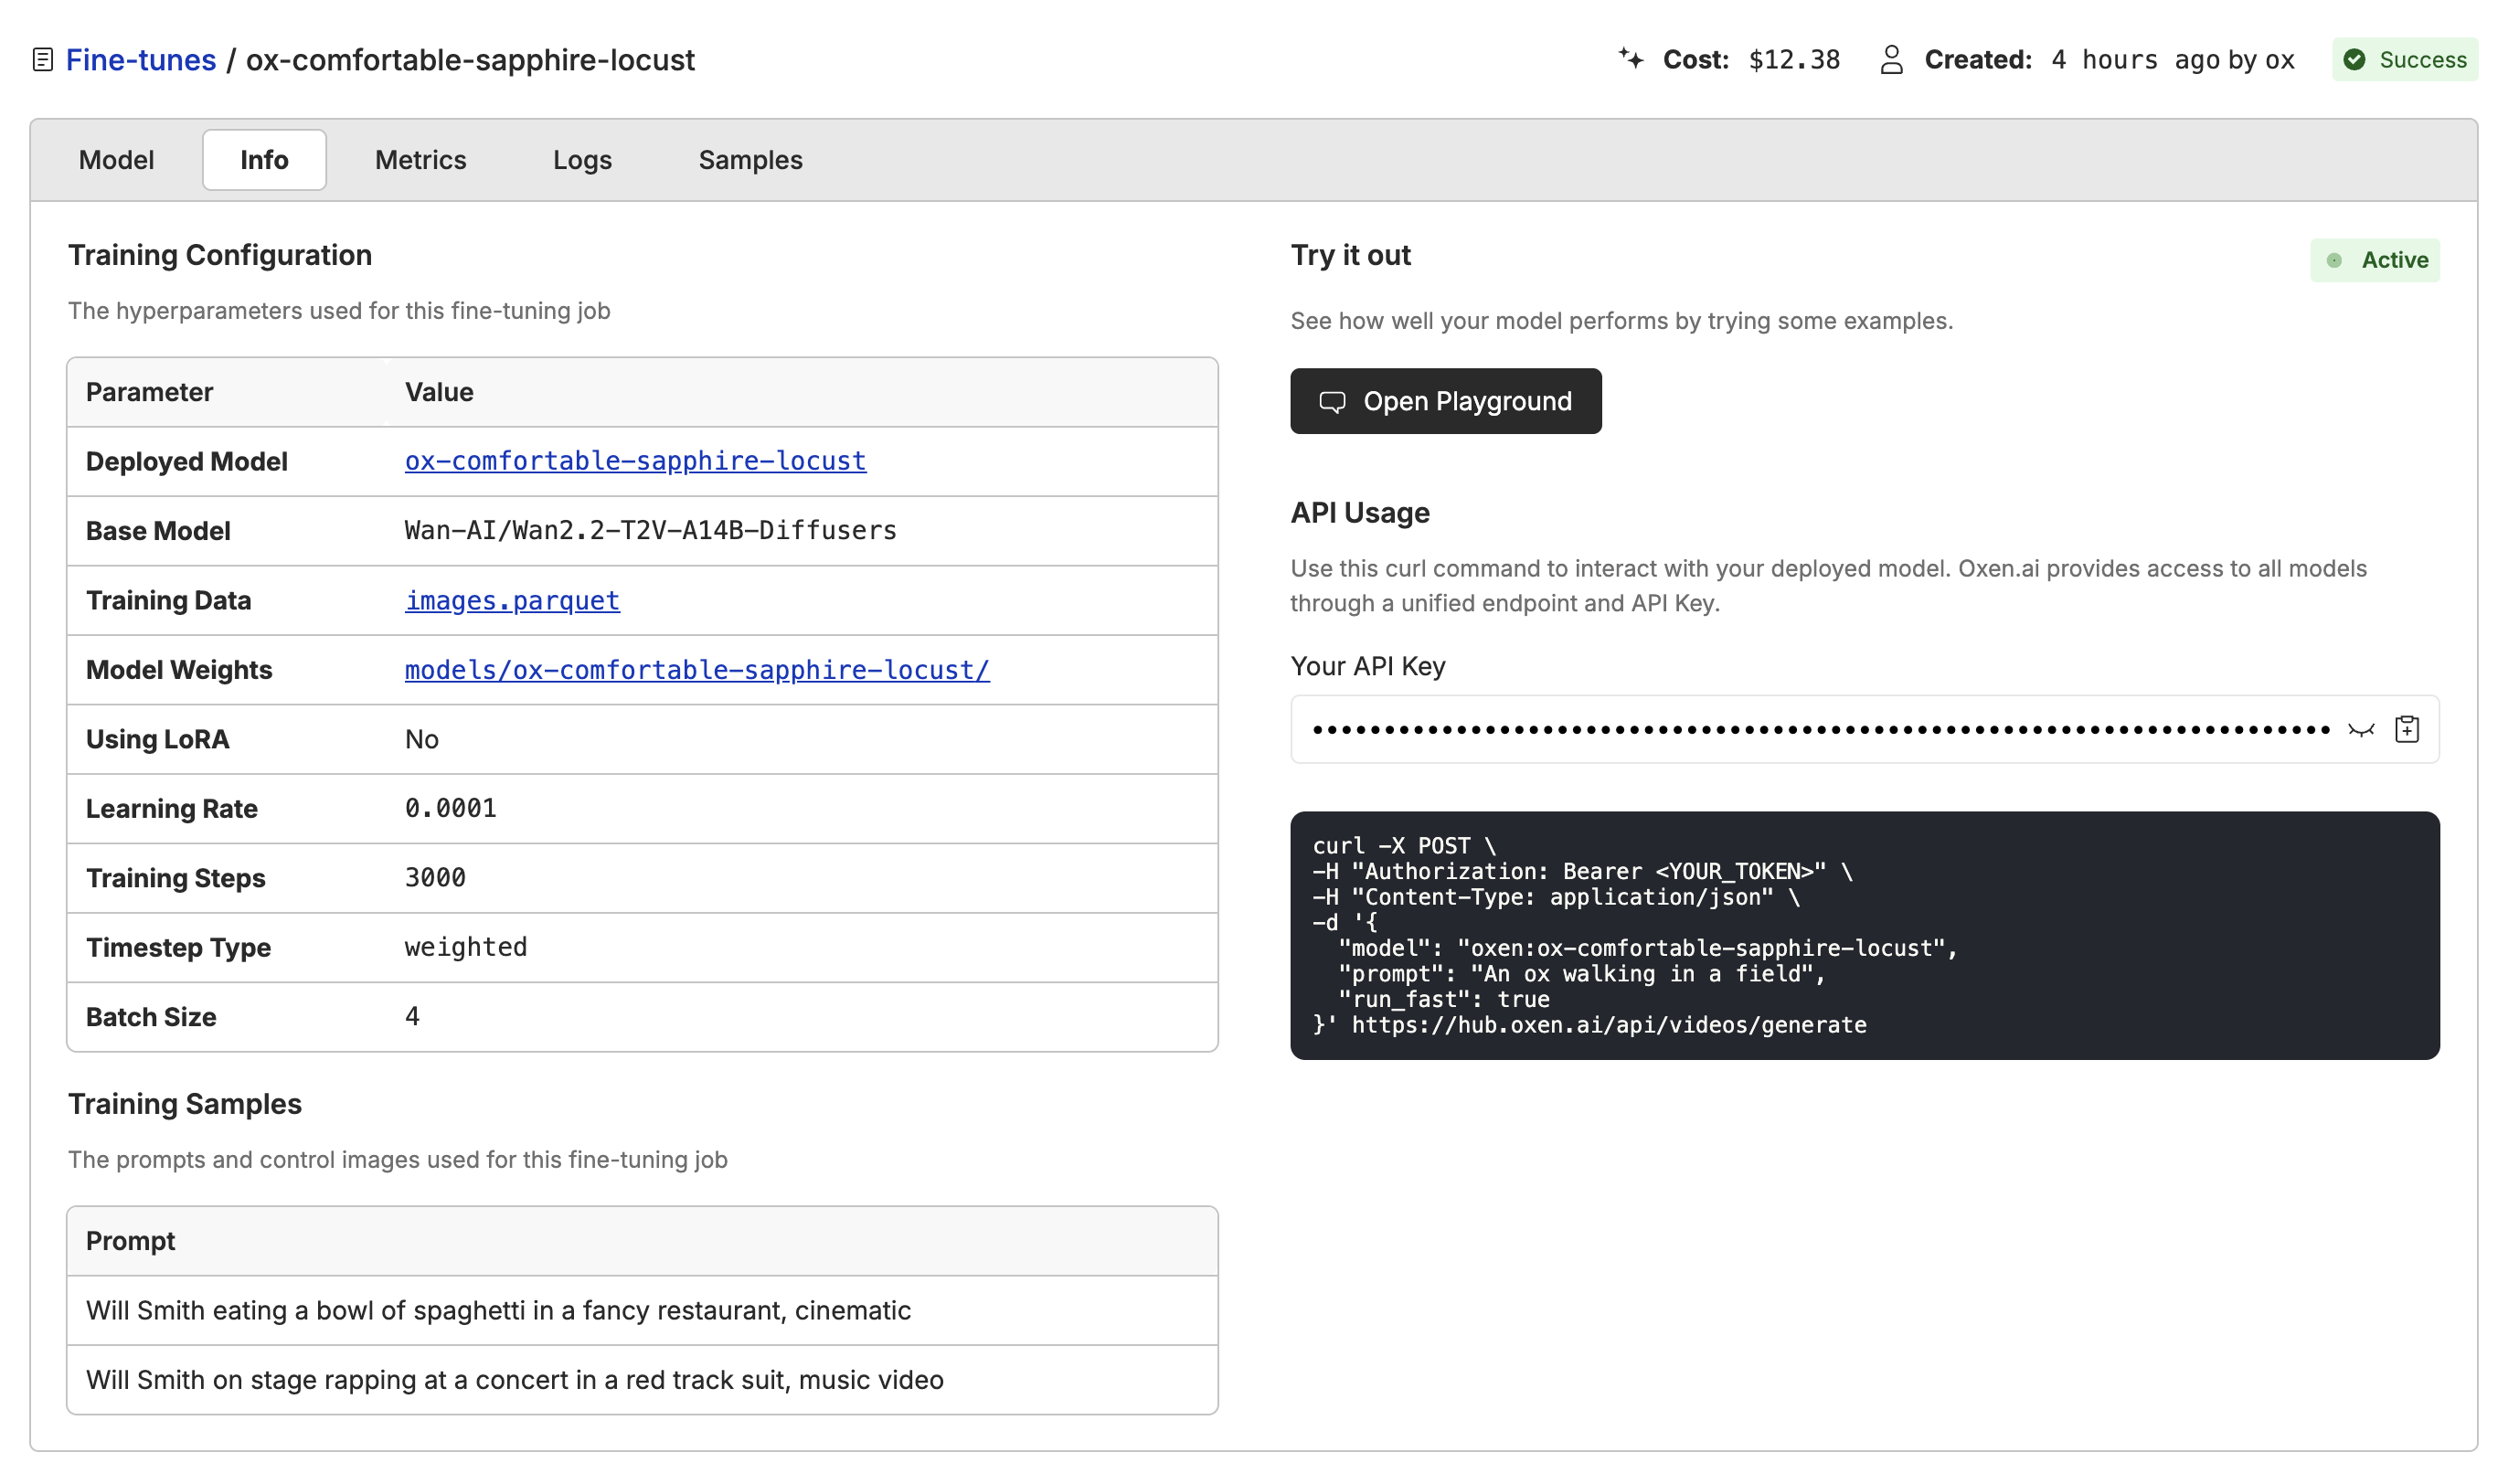 Fine-tunes / ox-comfortable-sapphire-locust
Cost: $12.38
Created: 4 hours ago by ox
Success
Model
Info
Metrics
Logs
Samples
Training Configuration
The hyperparameters used for this fine-tuning job
Parameter Value
Deployed Model ox-comfortable-sapphire-locust
Base Model Wan-AI/Wan2.2-T2V-A14B-Diffusers
Training Data images.parquet
Model Weights models/ox-comfortable-sapphire-locust/
Using LoRA No
Learning Rate 0.0001
Training Steps 3000
Timestep Type weighted
Batch Size 4
Training Samples
The prompts and control images used for this fine-tuning job
Prompt
Will Smith eating a bowl of spaghetti in a fancy restaurant, cinematic
Will Smith on stage rapping at a concert in a red track suit, music video
Try it out
Active
See how well your model performs by trying some examples.
Open Playground
API Usage
Use this curl command to interact with your deployed model. Oxen.ai provides access to all models
through a unified endpoint and API Key.
Your API Key
curl -X POST \
-H "Authorization: Bearer <YOUR_TOKEN>" \
-H "Content-Type: application/json" \
-d '{
  "model": "oxen:ox-comfortable-sapphire-locust",
  "prompt": "An ox walking in a field",
  "run_fast": true
}' https://hub.oxen.ai/api/videos/generate